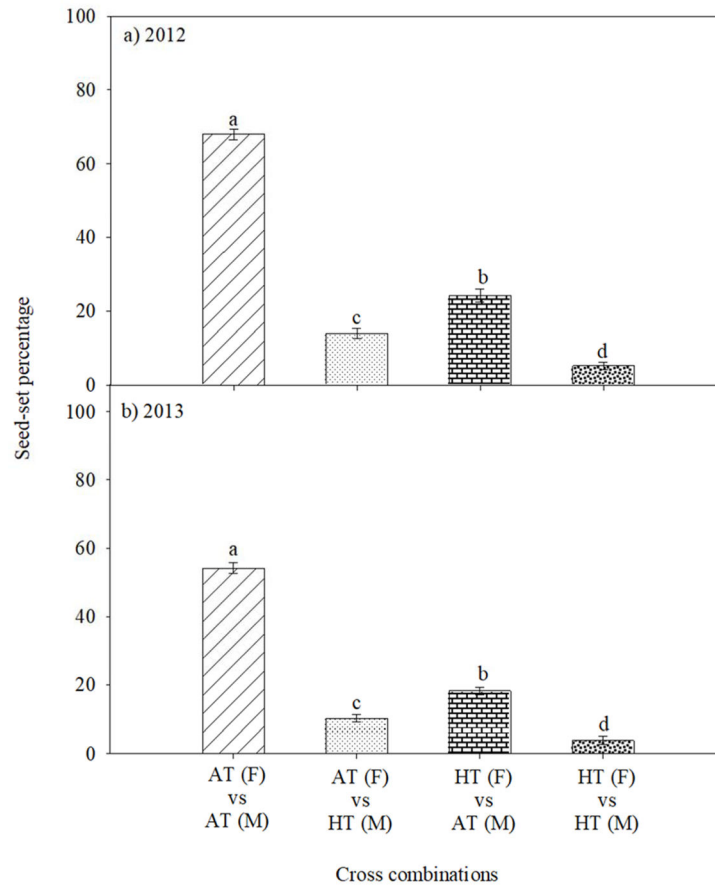 100
a) 2012
a
80
60
Seed-set percentage
40
b
20
c
d
0
b) 2013
100
80
a
60
40
b
20
c
d
0
AT (F) AT (F) HT (F) HT (F)
vs vs vs vs
AT (M) HT (M) AT (M) HT (M)
Cross combinations